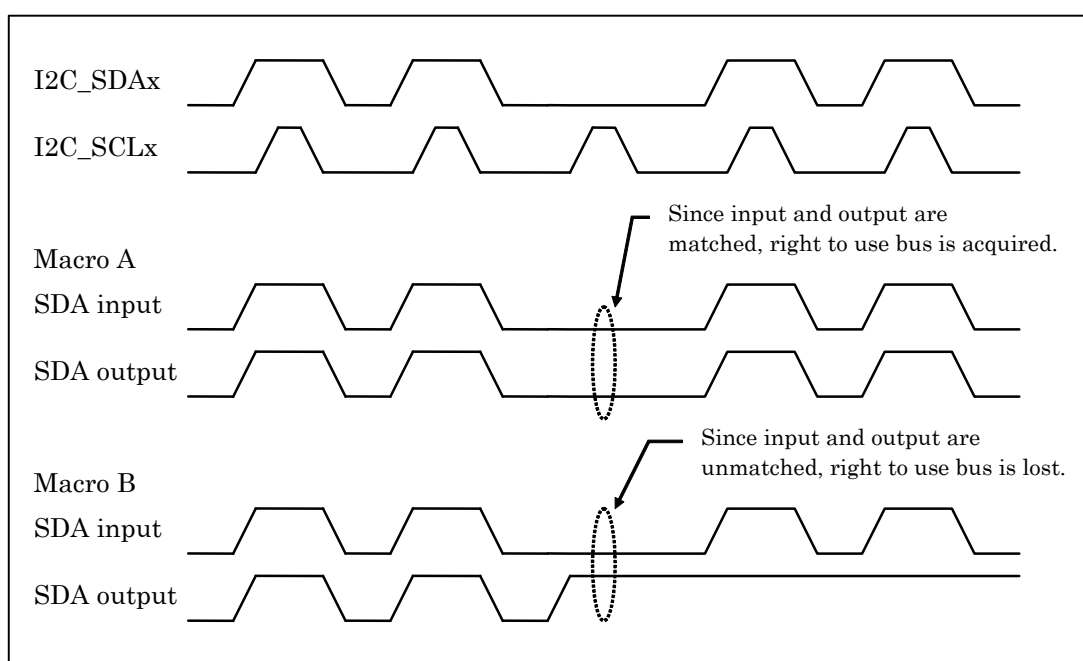 I2C_SDAx
I2C_SCLx
Since input and output are
matched, right to use bus is acquired.
Macro A
SDA input
SDA output
Since input and output are
unmatched, right to use bus is lost.
Macro B
SDA input
SDA output